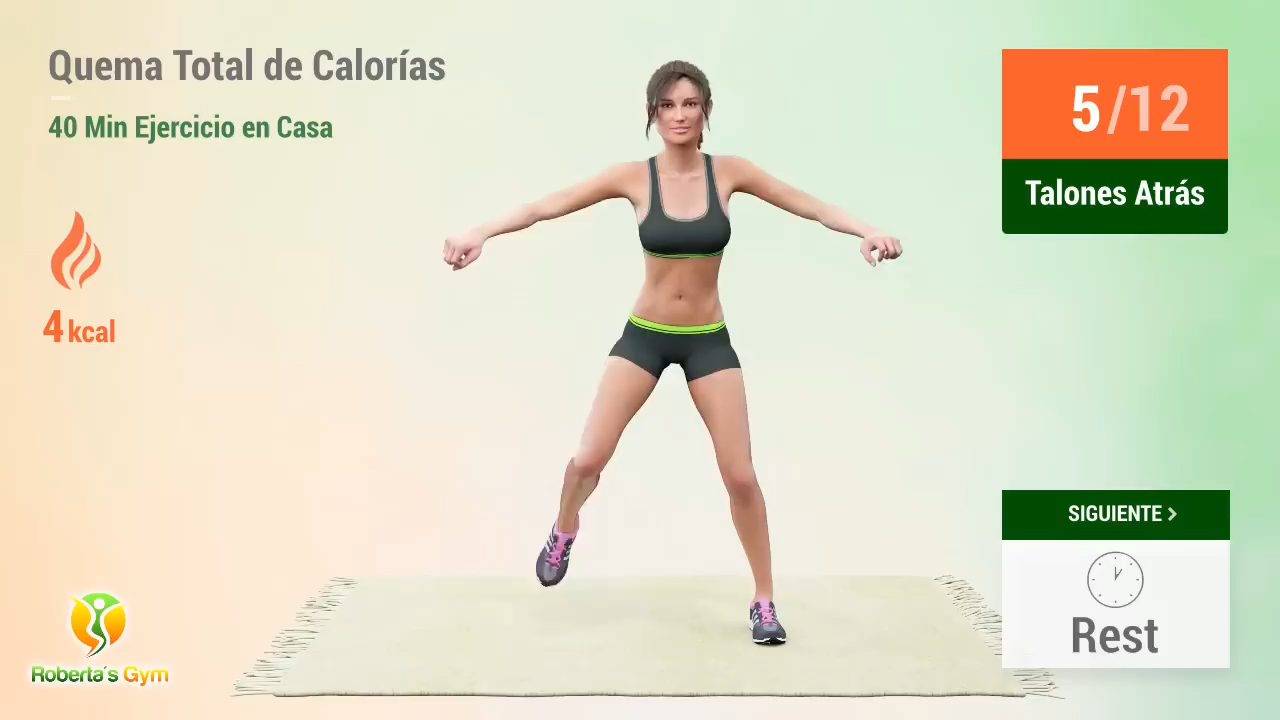 Quema Total de Calorías
40 Min Ejercicio en Casa
5/12
Talones Atrás
4 kcal
SIGUIENTE >
Rest
Roberta´s Gym